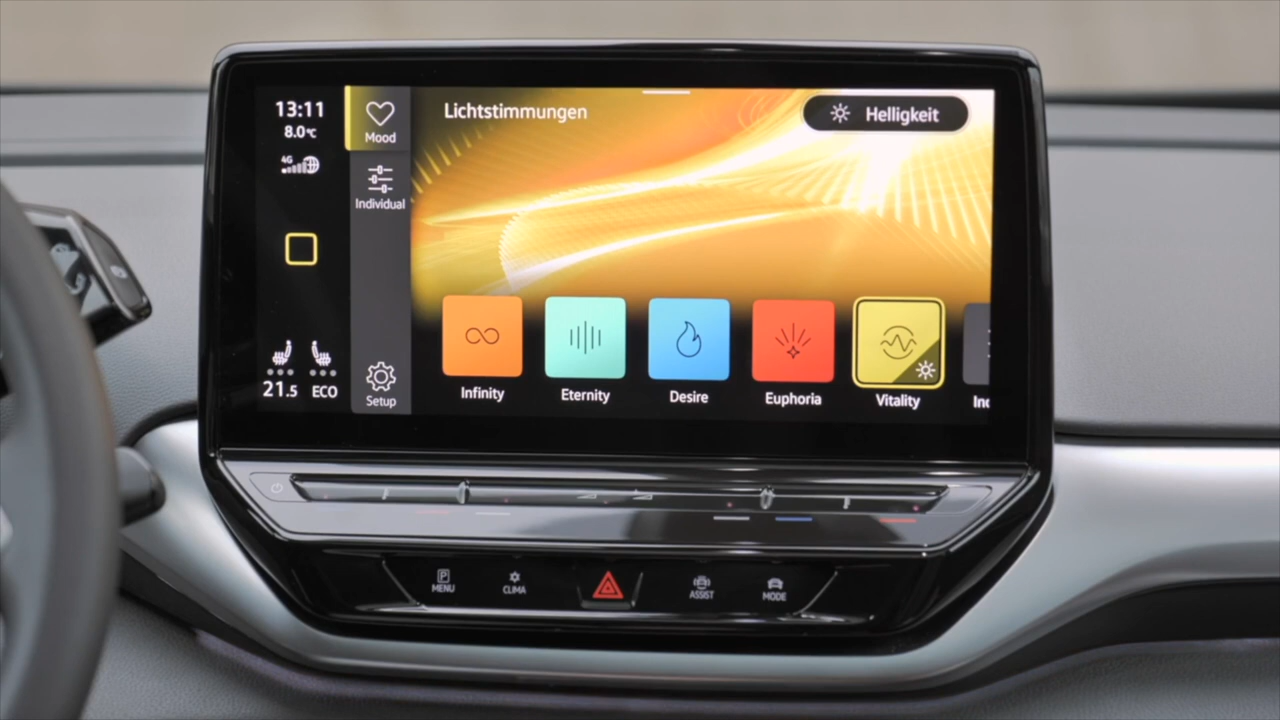 13:11
8.0°C
4G
21.5
ECO
Mood
Individual
Setup
Lichtstimmungen
Helligkeit
Infinity
Eternity
Desire
Euphoria
Vitality
Inc
P
MENU
CLIMA
ASSIST
MODE